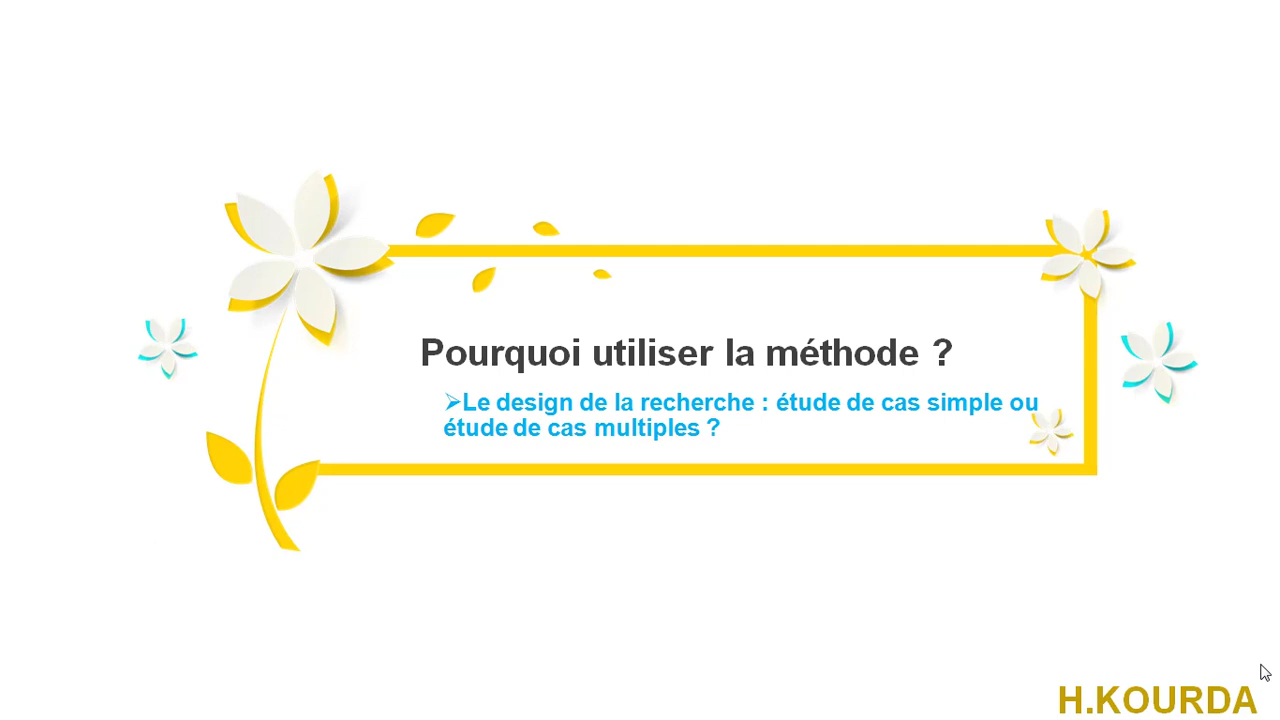 Pourquoi utiliser la méthode ?
➢Le design de la recherche : étude de cas simple ou
étude de cas multiples ?
H.KOURDA